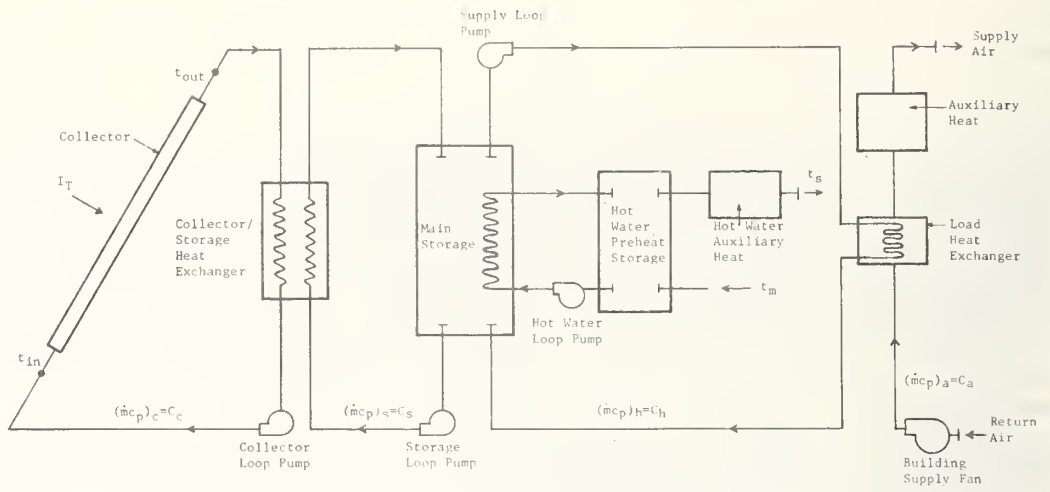 Supply Loop
Pump
Supply
Air
t_out
Collector
Auxiliary
Heat
I_T
t_s
Collector/
Storage
Heat
Exchanger
Main
Storage
Hot
Water
Preheat
Storage
Hot Water
Auxiliary
Heat
Load
Heat
Exchanger
t_m
Hot Water
Loop Pump
t_in
(ṁc_p)_c=C_c
(ṁc_p)_s=C_s
(ṁc_p)_h=C_h
(ṁc_p)_a=C_a
Return
Air
Collector
Loop Pump
Storage
Loop Pump
Building
Supply Fan